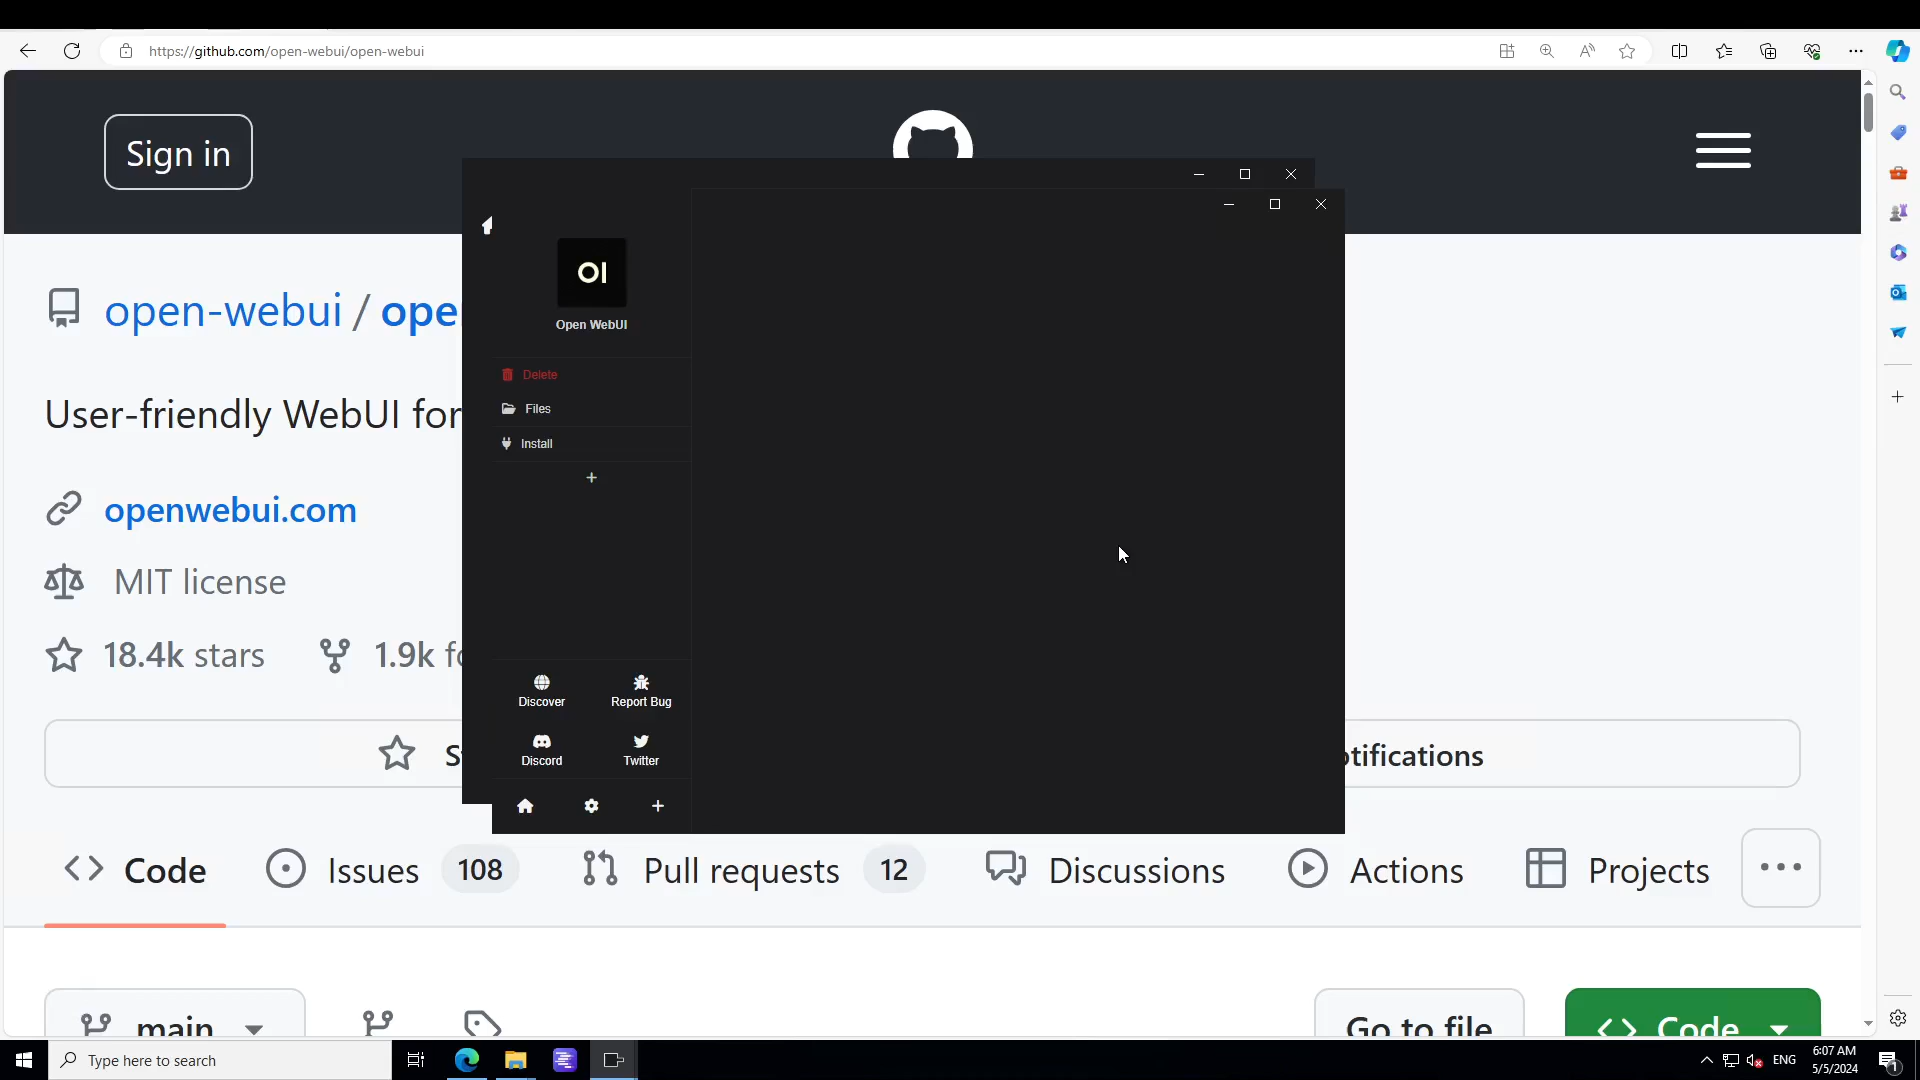 https://github.com/open-webui/open-webui
Sign in
open-webui / ope
User-friendly WebUI for
openwebui.com
MIT license
18.4k stars
1.9k fo
S
otifications
Code
Issues 108
Pull requests 12
Discussions
Actions
Projects
main
Go to file
Code
OI
Open WebUI
Delete
Files
Install
Discover
Report Bug
Discord
Twitter
Type here to search
ENG
6:07 AM
5/5/2024
1